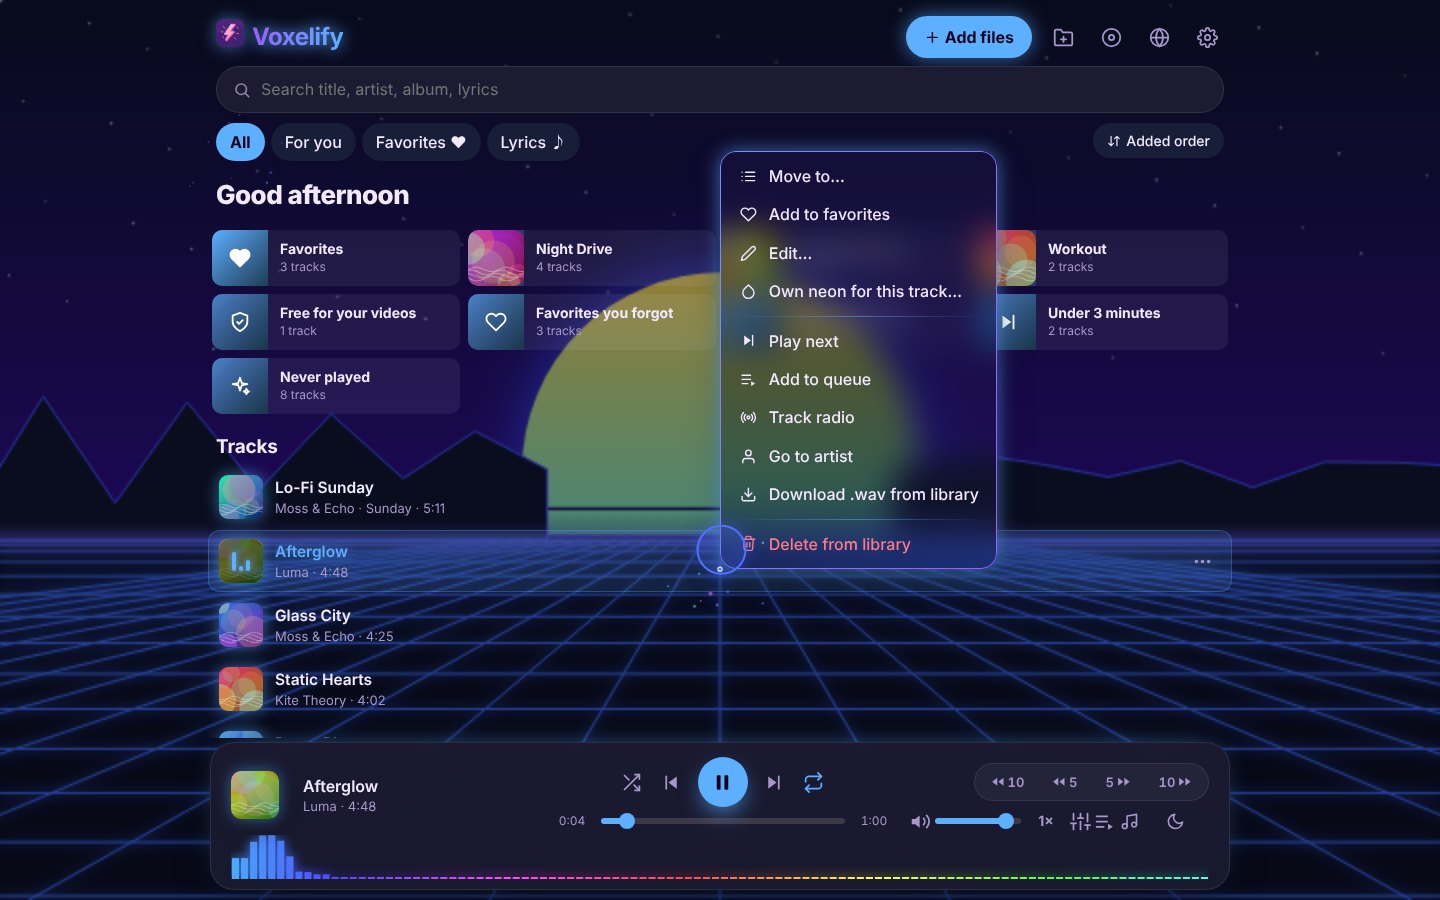 Voxelify
+ Add files
Search title, artist, album, lyrics
All
For you
Favorites ♥
Lyrics ♪
Added order
Good afternoon
Favorites
3 tracks
Night Drive
4 tracks
Workout
2 tracks
Free for your videos
1 track
Favorites you forgot
3 tracks
Under 3 minutes
2 tracks
Never played
8 tracks
Move to...
Add to favorites
Edit...
Own neon for this track...
Play next
Add to queue
Track radio
Go to artist
Download .wav from library
Delete from library
Tracks
Lo-Fi Sunday
Moss & Echo · Sunday · 5:11
Afterglow
Luma · 4:48
Glass City
Moss & Echo · 4:25
Static Hearts
Kite Theory · 4:02
Afterglow
Luma · 4:48
10
5
5
10
0:04
1:00
1×